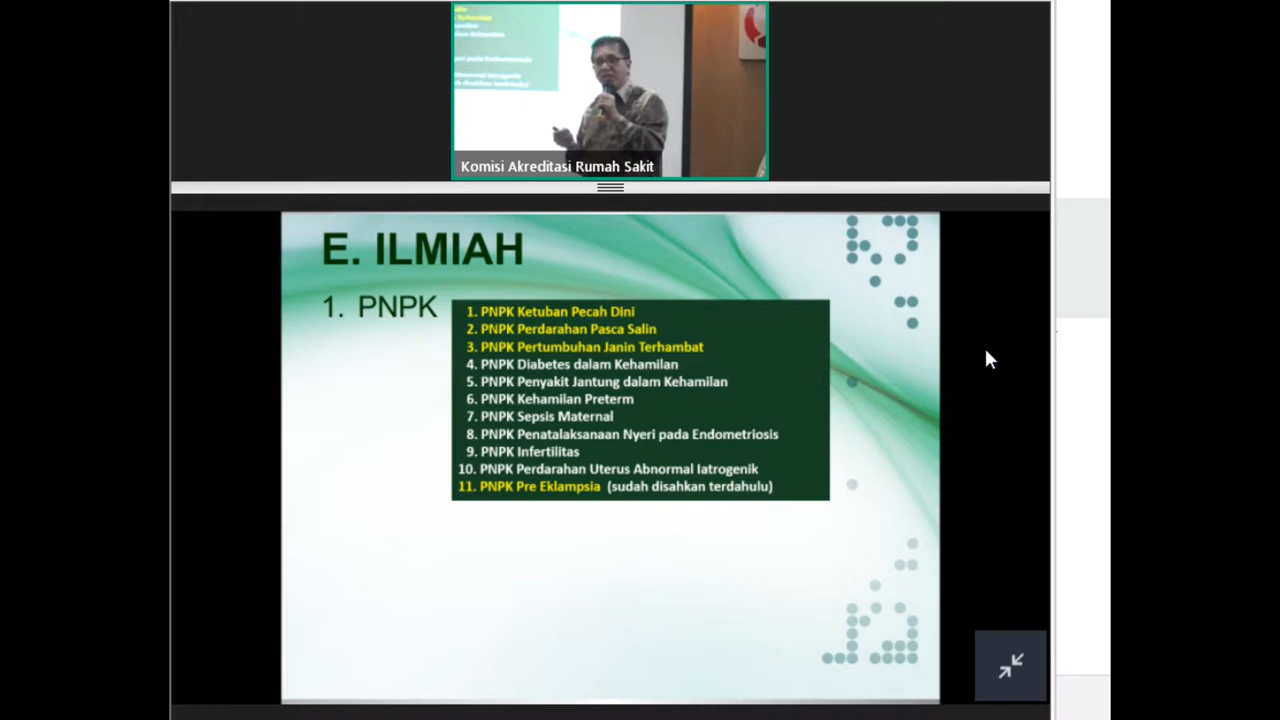 Komisi Akreditasi Rumah Sakit
E. ILMIAH
1. PNPK
1. PNPK Ketuban Pecah Dini
2. PNPK Perdarahan Pasca Salin
3. PNPK Pertumbuhan Janin Terhambat
4. PNPK Diabetes dalam Kehamilan
5. PNPK Penyakit Jantung dalam Kehamilan
6. PNPK Kehamilan Preterm
7. PNPK Sepsis Maternal
8. PNPK Penatalaksanaan Nyeri pada Endometriosis
9. PNPK Infertilitas
10. PNPK Perdarahan Uterus Abnormal Iatrogenik
11. PNPK Pre Eklampsia (sudah disahkan terdahulu)